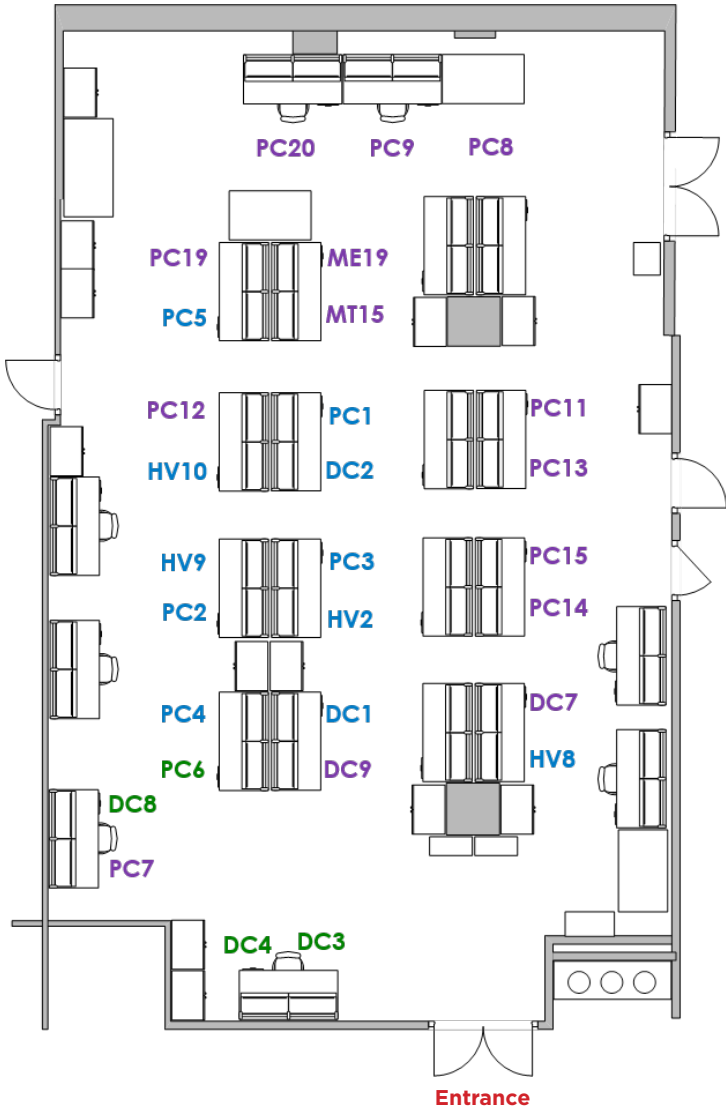 PC20 PC9 PC8
PC19 ME19
PC5 MT15
PC12 PC1 PC11
HV10 DC2 PC13
HV9 PC3 PC15
PC2 HV2 PC14
PC4 DC1 DC7
PC6 DC9 HV8
DC8
PC7
DC4 DC3
Entrance